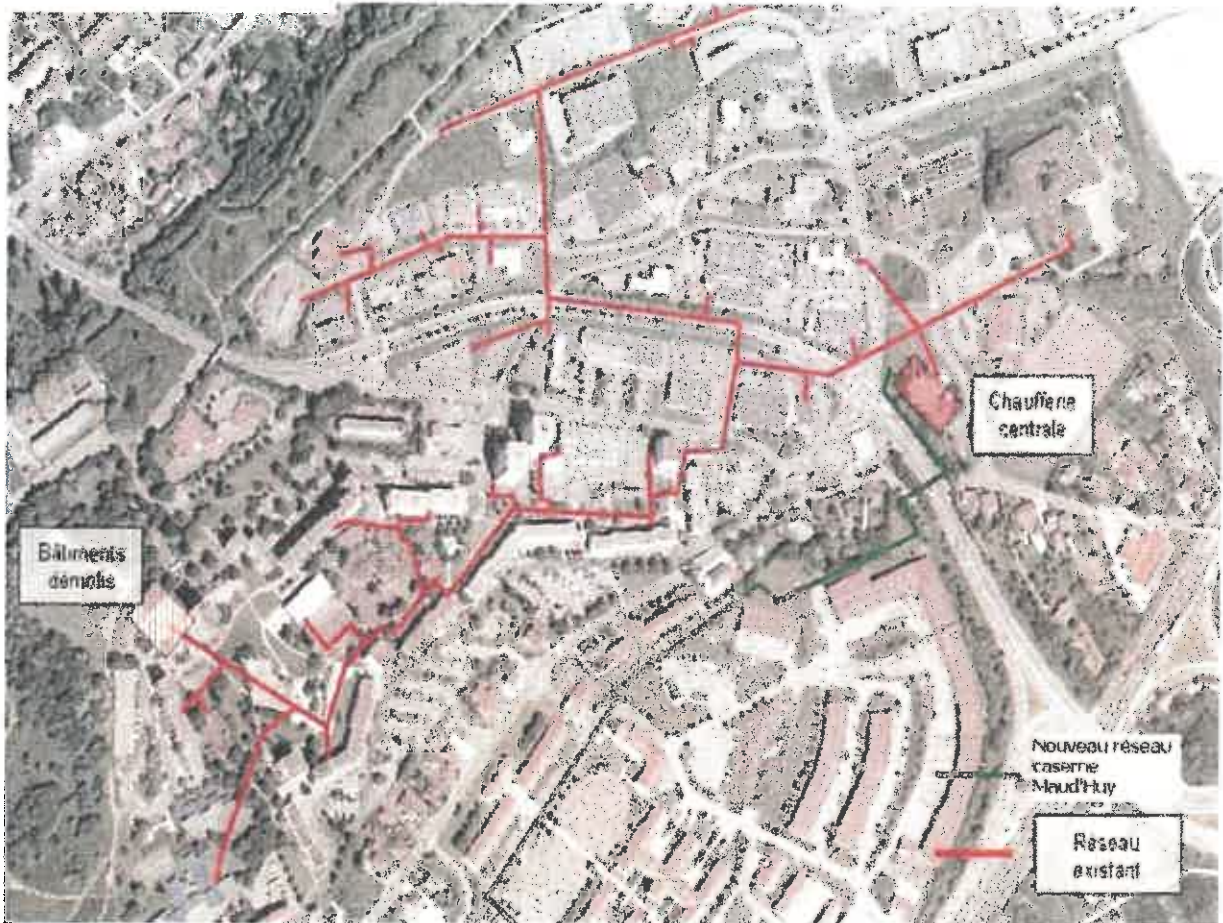 Chaufferie
centrale
Bâtiments
démolis
Nouveau réseau
caserne
Maud'Huy
Réseau
existant